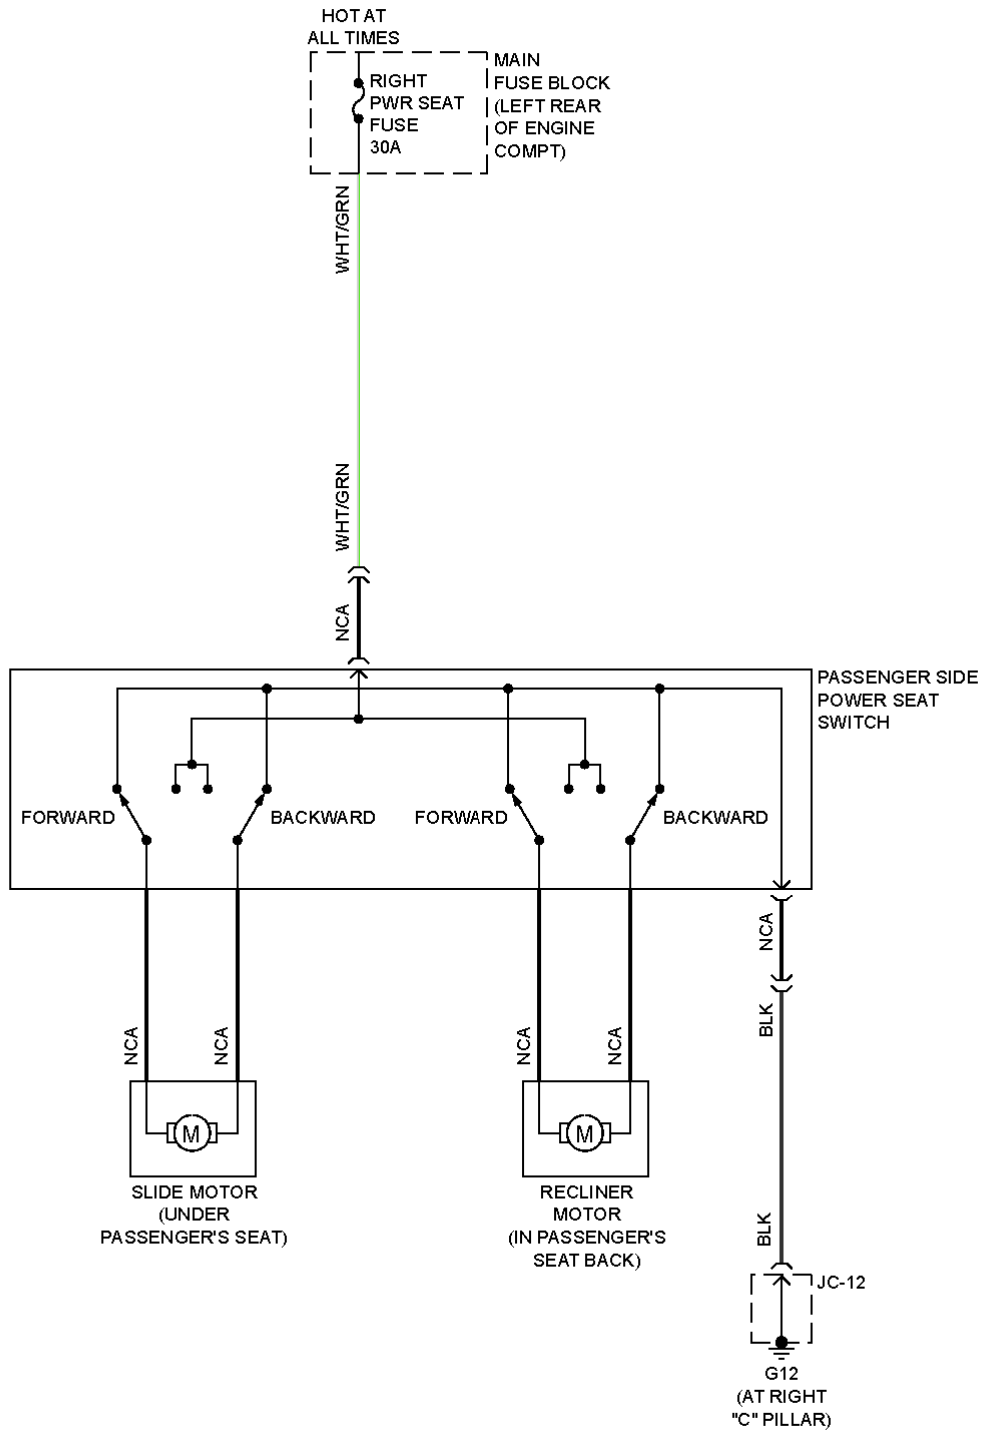 HOT AT
ALL TIMES
RIGHT
PWR SEAT
FUSE
30A
MAIN
FUSE BLOCK
(LEFT REAR
OF ENGINE
COMPT)
WHT/GRN
WHT/GRN
NCA
PASSENGER SIDE
POWER SEAT
SWITCH
FORWARD
BACKWARD
FORWARD
BACKWARD
NCA
BLK
NCA
NCA
NCA
NCA
M
M
SLIDE MOTOR
(UNDER
PASSENGER'S SEAT)
RECLINER
MOTOR
(IN PASSENGER'S
SEAT BACK)
BLK
JC-12
G12
(AT RIGHT
"C" PILLAR)